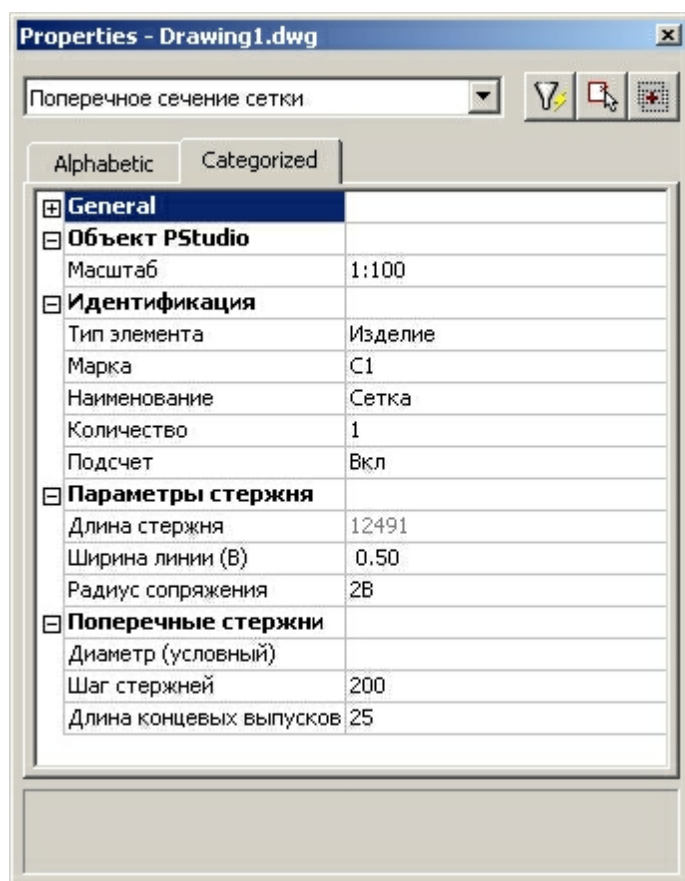 Properties - Drawing1.dwg
Поперечное сечение сетки
Alphabetic Categorized
General
Объект PStudio
Масштаб 1:100
Идентификация
Тип элемента Изделие
Марка С1
Наименование Сетка
Количество 1
Подсчет Вкл
Параметры стержня
Длина стержня 12491
Ширина линии (В) 0.50
Радиус сопряжения 2В
Поперечные стержни
Диаметр (условный)
Шаг стержней 200
Длина концевых выпусков 25